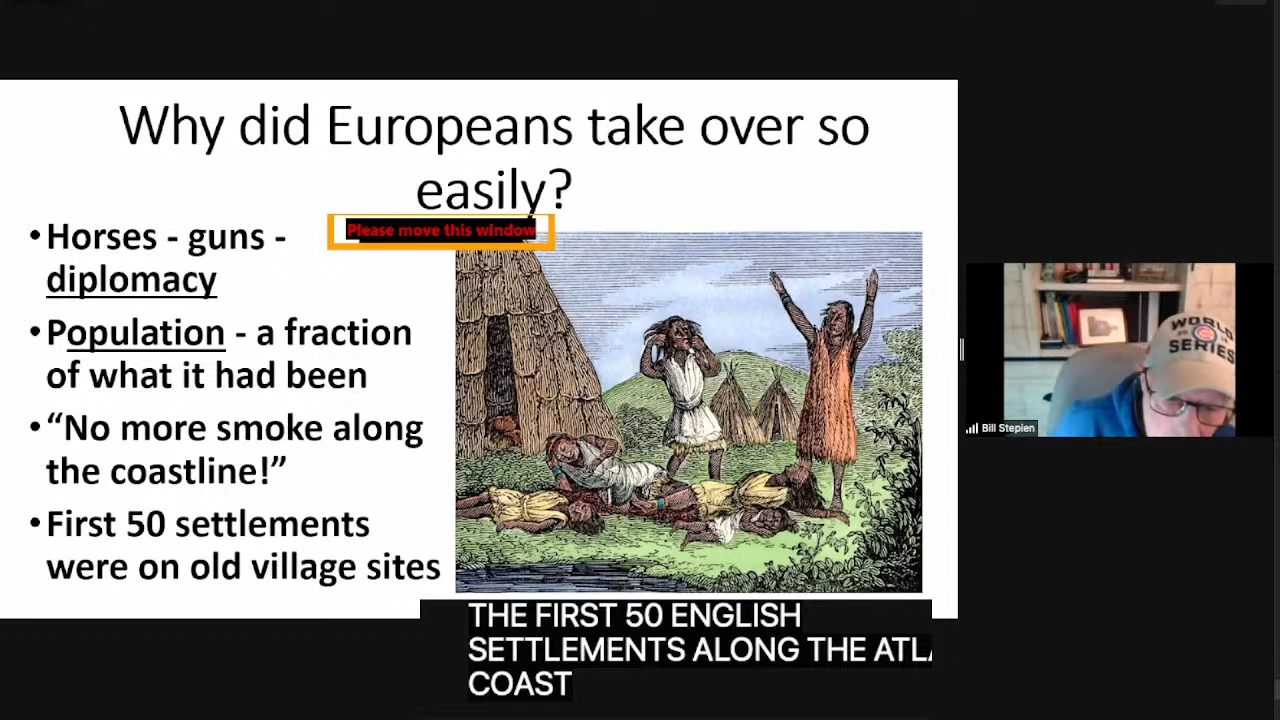 Why did Europeans take over so
easily?
Please move this window
•Horses - guns -
diplomacy
•Population - a fraction
of what it had been
•“No more smoke along
the coastline!”
•First 50 settlements
were on old village sites
WORLD
SERIES
Bill Stepien
THE FIRST 50 ENGLISH
SETTLEMENTS ALONG THE ATL
COAST